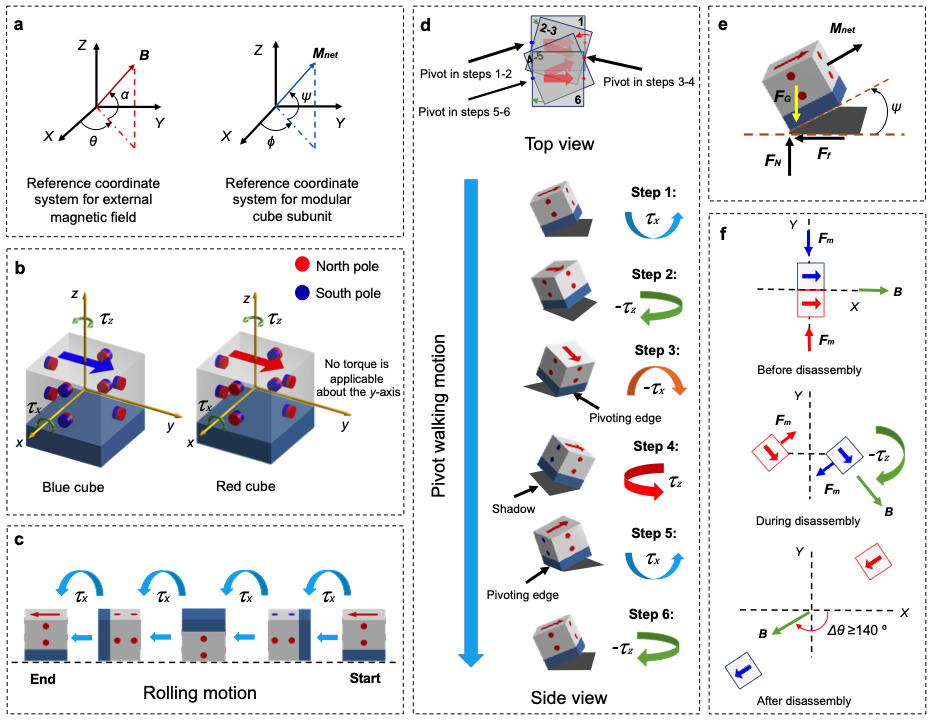 a
Z
B
α
X
θ
Y
Reference coordinate
system for external
magnetic field
Z
Mnet
ψ
X
ϕ
Y
Reference coordinate
system for modular
cube subunit
b
North pole
South pole
z
τz
τx
x
y
Blue cube
z
τz
τx
x
y
Red cube
No torque is
applicable
about the y-axis
c
τx
τx
τx
τx
End
Start
Rolling motion
d
1
2-3
4-5
6
Pivot in steps 1-2
Pivot in steps 3-4
Pivot in steps 5-6
Top view
Pivot walking motion
Step 1:
τx
Step 2:
-τz
Step 3:
-τx
Pivoting edge
Step 4:
τz
Shadow
Step 5:
τx
Pivoting edge
Step 6:
-τz
Side view
e
Mnet
FG
ψ
FN
Ff
f
Y
Fm
X
B
Fm
Before disassembly
Y
Fm
Fm
-τz
B
During disassembly
Y
X
B
Δθ ≥140 º
After disassembly